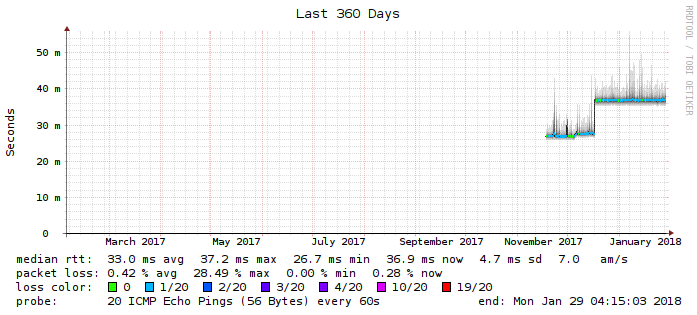 Last 360 Days
RRDTOOL / TOBI OETIKER
Seconds
50 m
40 m
30 m
20 m
10 m
0
March 2017 May 2017 July 2017 September 2017 November 2017 January 2018
median rtt: 33.0 ms avg 37.2 ms max 26.7 ms min 36.9 ms now 4.7 ms sd 7.0 am/s
packet loss: 0.42 % avg 28.49 % max 0.00 % min 0.28 % now
loss color: 0 1/20 2/20 3/20 4/20 10/20 19/20
probe: 20 ICMP Echo Pings (56 Bytes) every 60s end: Mon Jan 29 04:15:03 2018